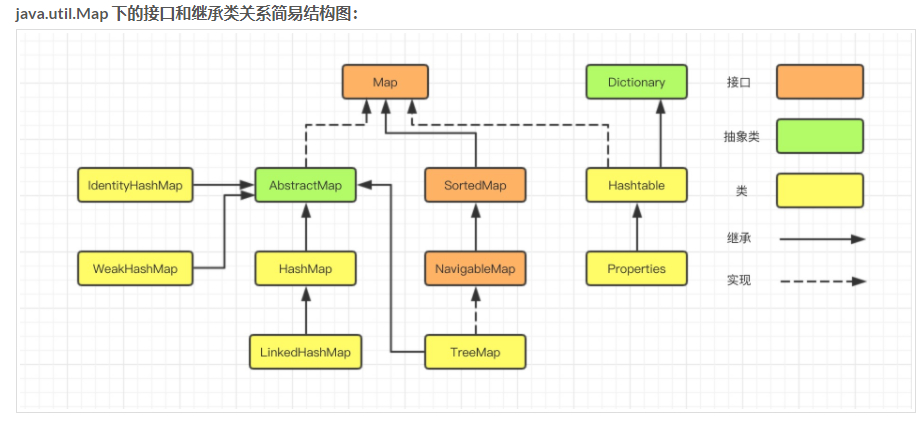 java.util.Map 下的接口和继承类关系简易结构图：
Map
Dictionary
接口
抽象类
IdentityHashMap
AbstractMap
SortedMap
Hashtable
类
继承
WeakHashMap
HashMap
NavigableMap
Properties
实现
LinkedHashMap
TreeMap